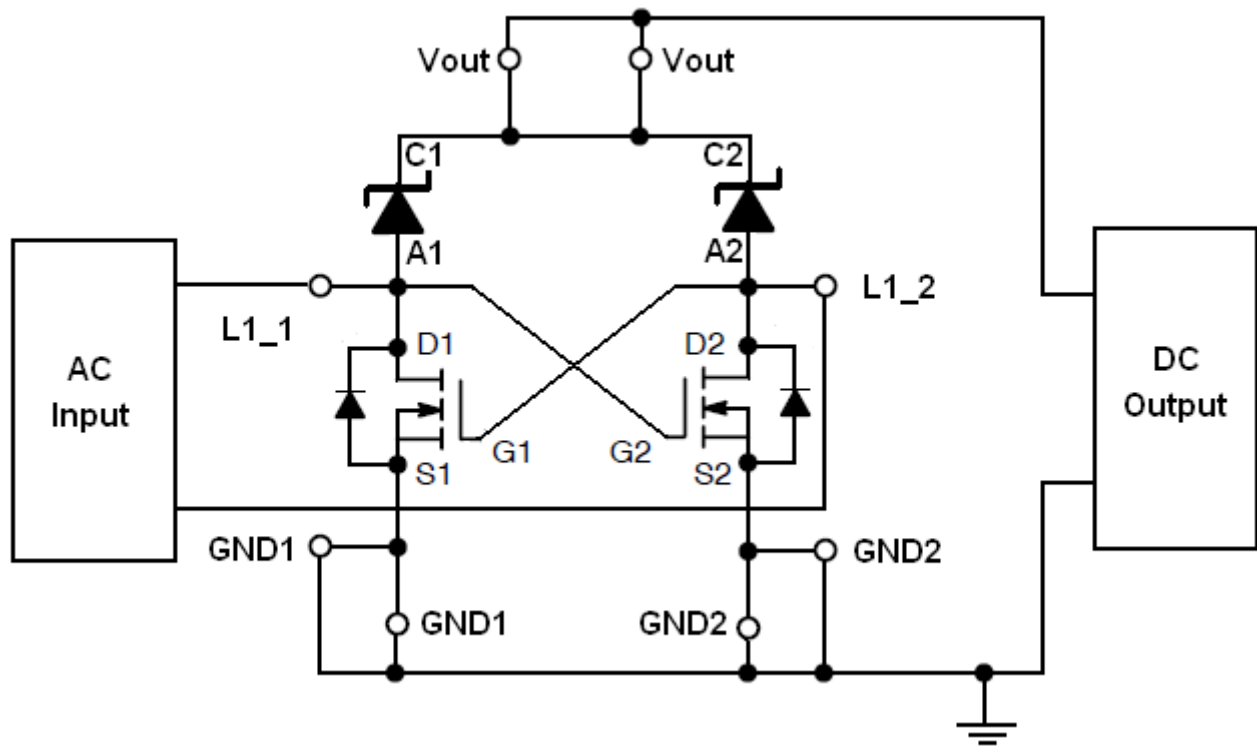 Vout
Vout
C1
C2
A1
A2
L1_1
L1_2
AC
Input
D1
D2
DC
Output
G1
G2
S1
S2
GND1
GND2
GND1
GND2